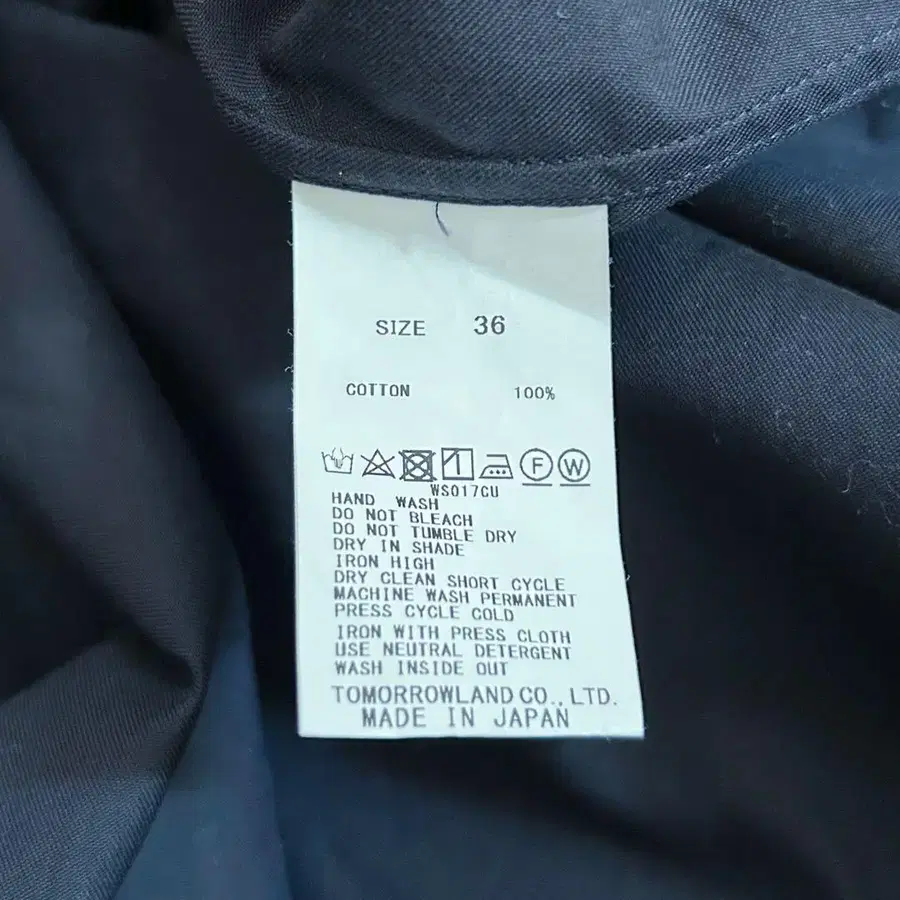 SIZE 36
COTTON 100%
F W
WS017CU
HAND WASH
DO NOT BLEACH
DO NOT TUMBLE DRY
DRY IN SHADE
IRON HIGH
DRY CLEAN SHORT CYCLE
MACHINE WASH PERMANENT
PRESS CYCLE COLD
IRON WITH PRESS CLOTH
USE NEUTRAL DETERGENT
WASH INSIDE OUT
TOMORROWLAND CO., LTD.
MADE IN JAPAN